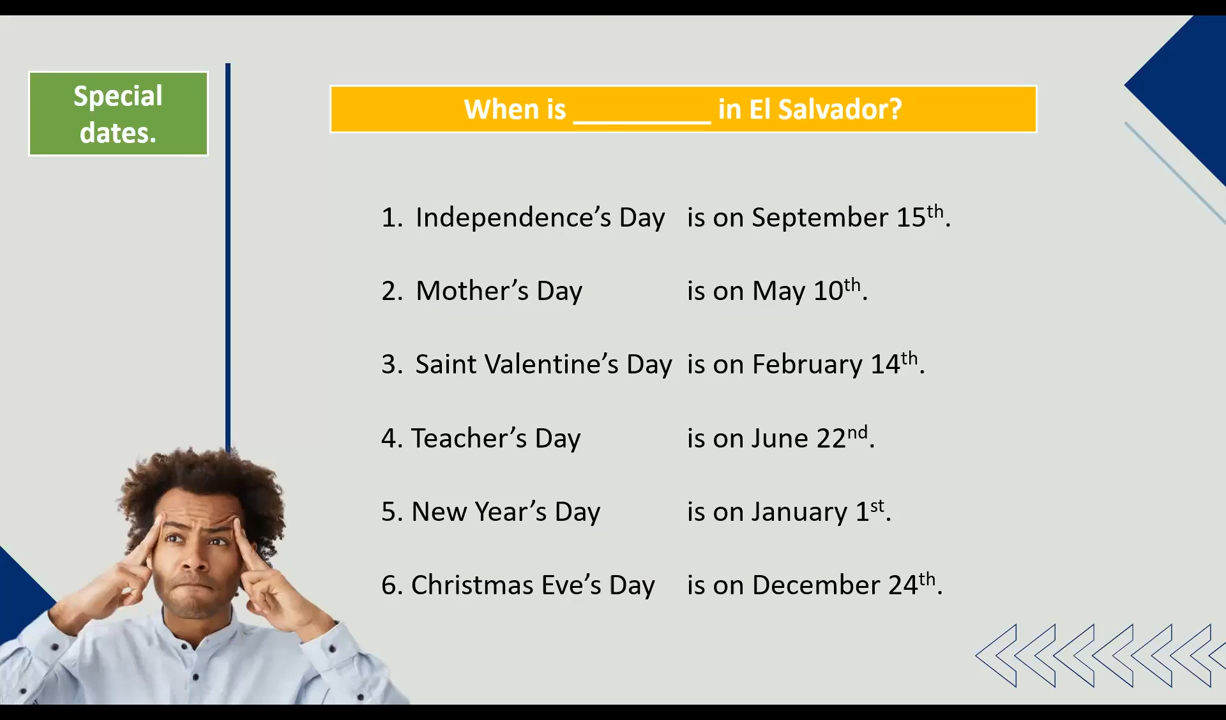 Special
dates.
When is _________ in El Salvador?
1. Independence’s Day is on September 15th.
2. Mother’s Day is on May 10th.
3. Saint Valentine’s Day is on February 14th.
4. Teacher’s Day is on June 22nd.
5. New Year’s Day is on January 1st.
6. Christmas Eve’s Day is on December 24th.